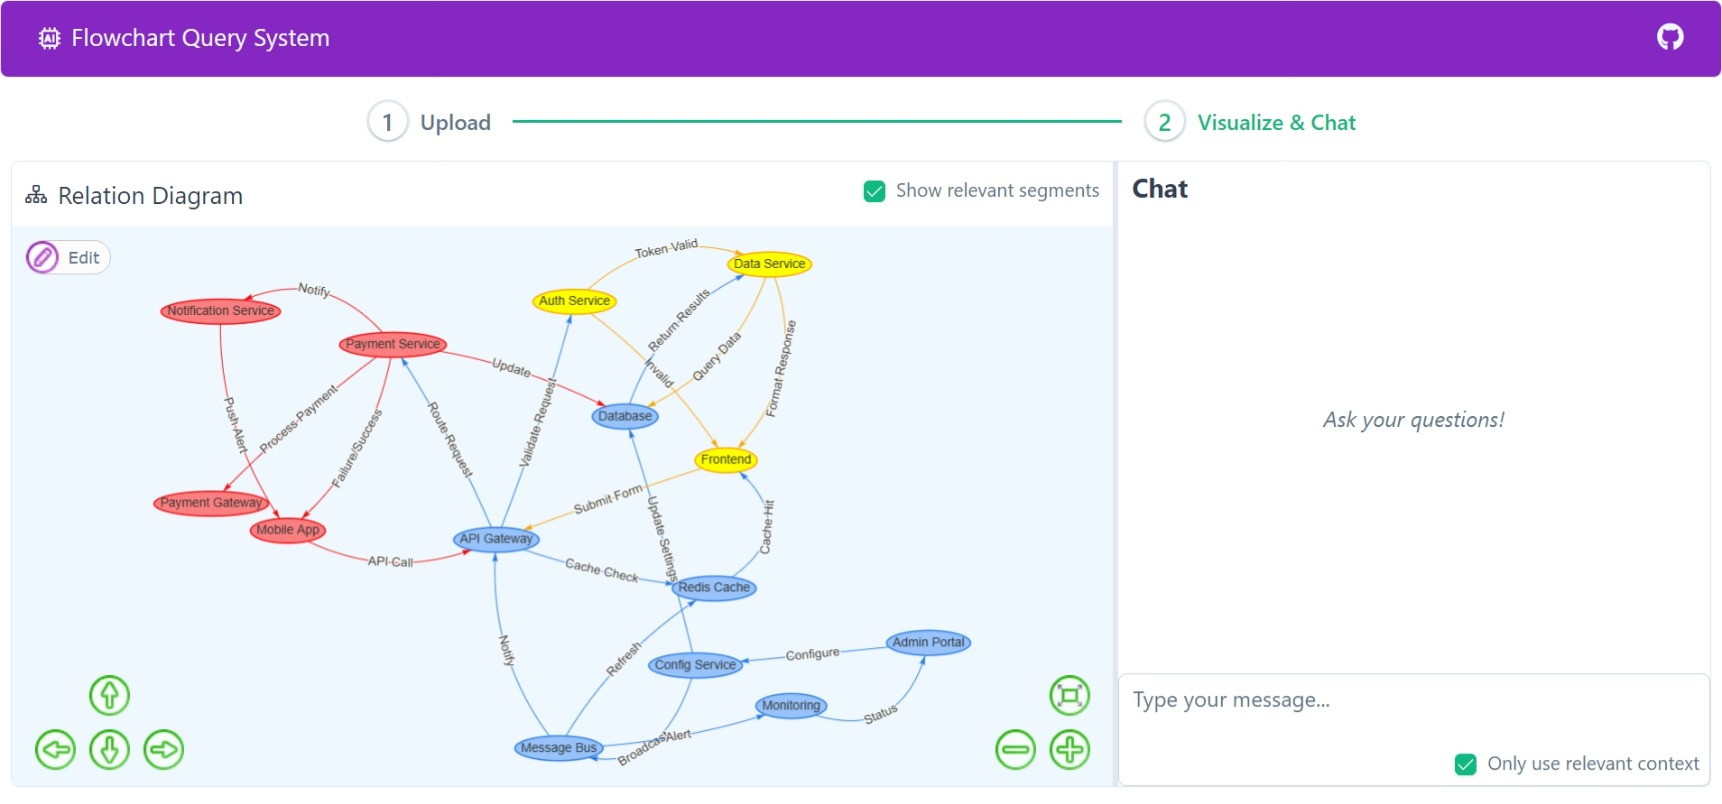 Flowchart Query System
1 Upload
2 Visualize & Chat
Relation Diagram
Show relevant segments
Chat
Edit
Token Valid
Data Service
Notify
Auth Service
Notification Service
Return Results
Payment Service
Update
Query Data
Invalid
Format Response
Database
Push Alert
Process Payment
Failure/Success
Route Request
Validate Request
Ask your questions!
Frontend
Submit Form
Payment Gateway
Mobile App
API Gateway
Update Settings
Cache Hit
API Call
Cache Check
Redis Cache
Notify
Refresh
Admin Portal
Configure
Config Service
Monitoring
Status
Message Bus
Broadcast
Alert
Type your message...
Only use relevant context